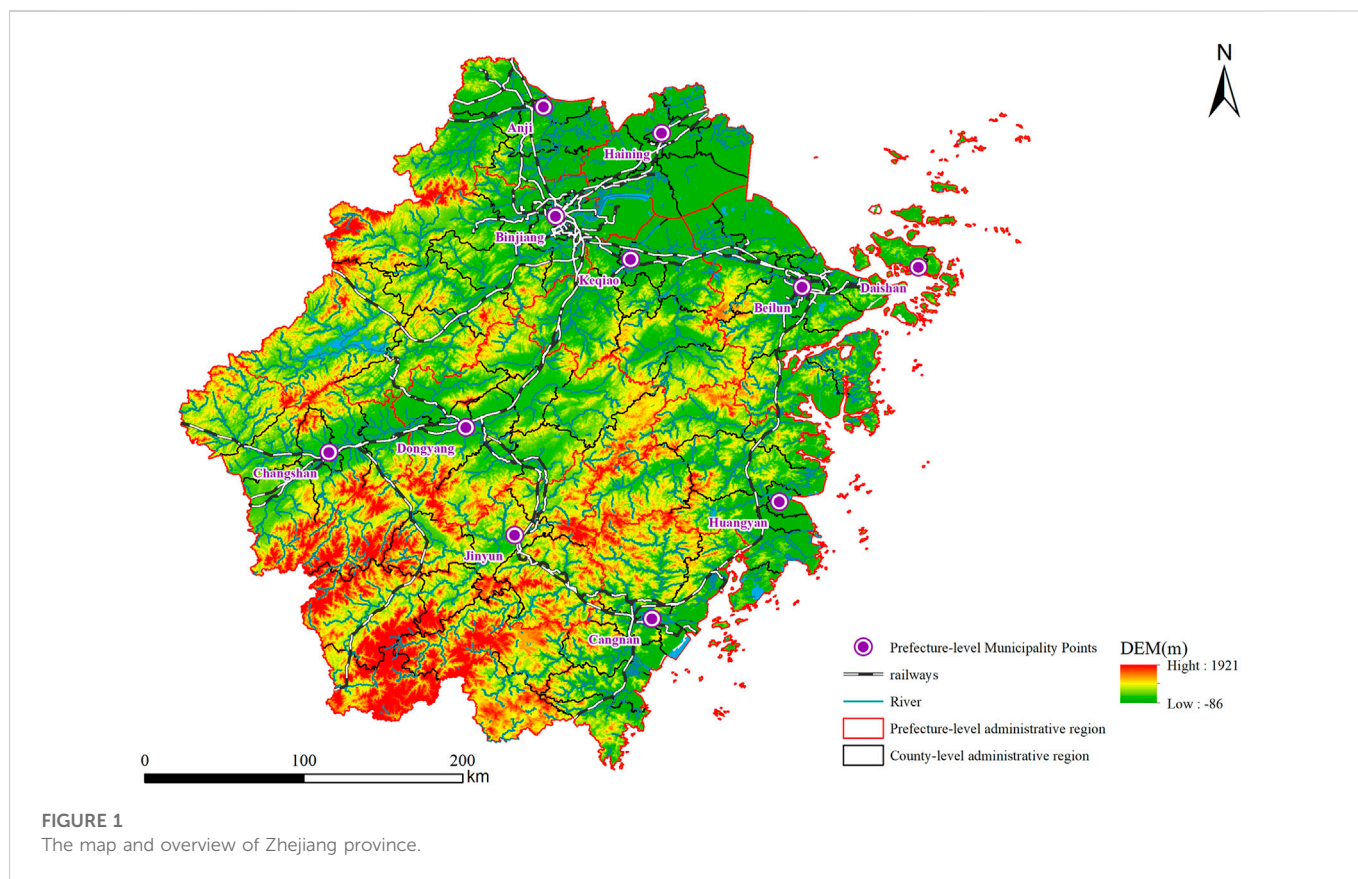 N
Anji
Haining
Binjiang
Keqiao
Daishan
Beilun
Dongyang
Changshan
Huangyan
Jinyun
Cangnan
Prefecture-level Municipality Points
railways
River
Prefecture-level administrative region
County-level administrative region
DEM(m)
Hight : 1921
Low : -86
0 100 200
km
FIGURE 1
The map and overview of Zhejiang province.